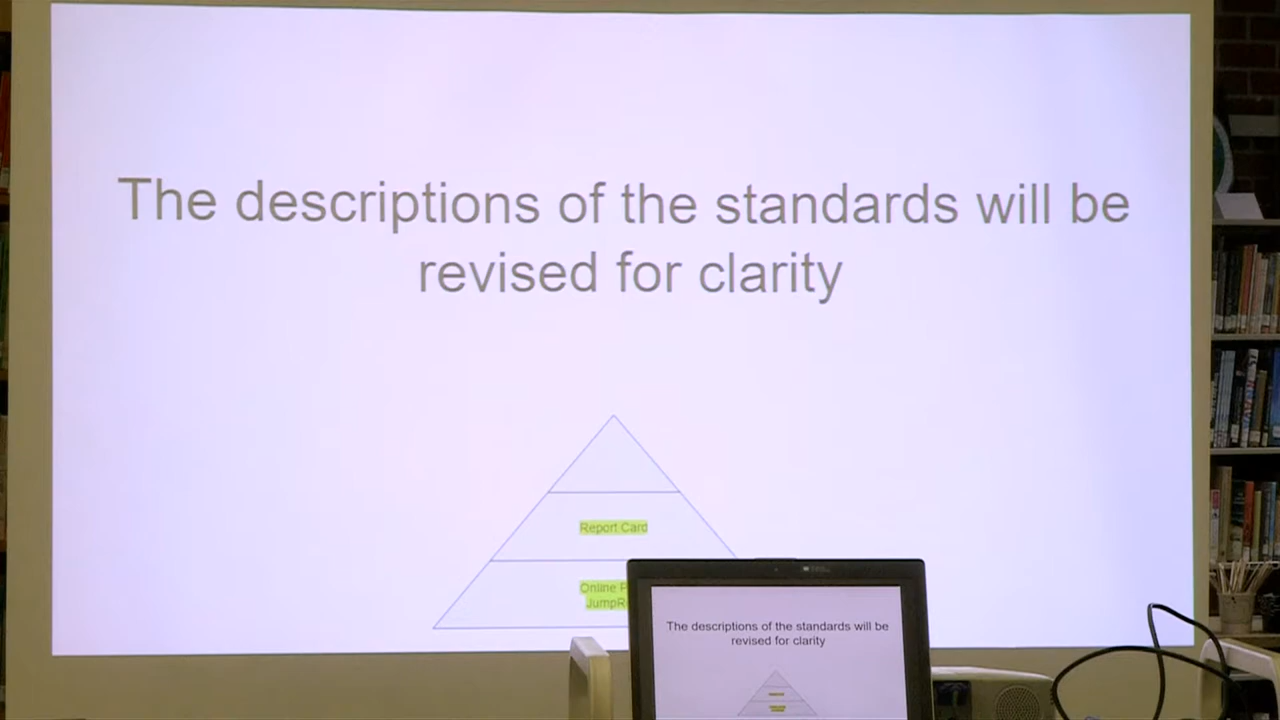 The descriptions of the standards will be
revised for clarity
Report Card
Online
The descriptions of the standards will be
revised for clarity